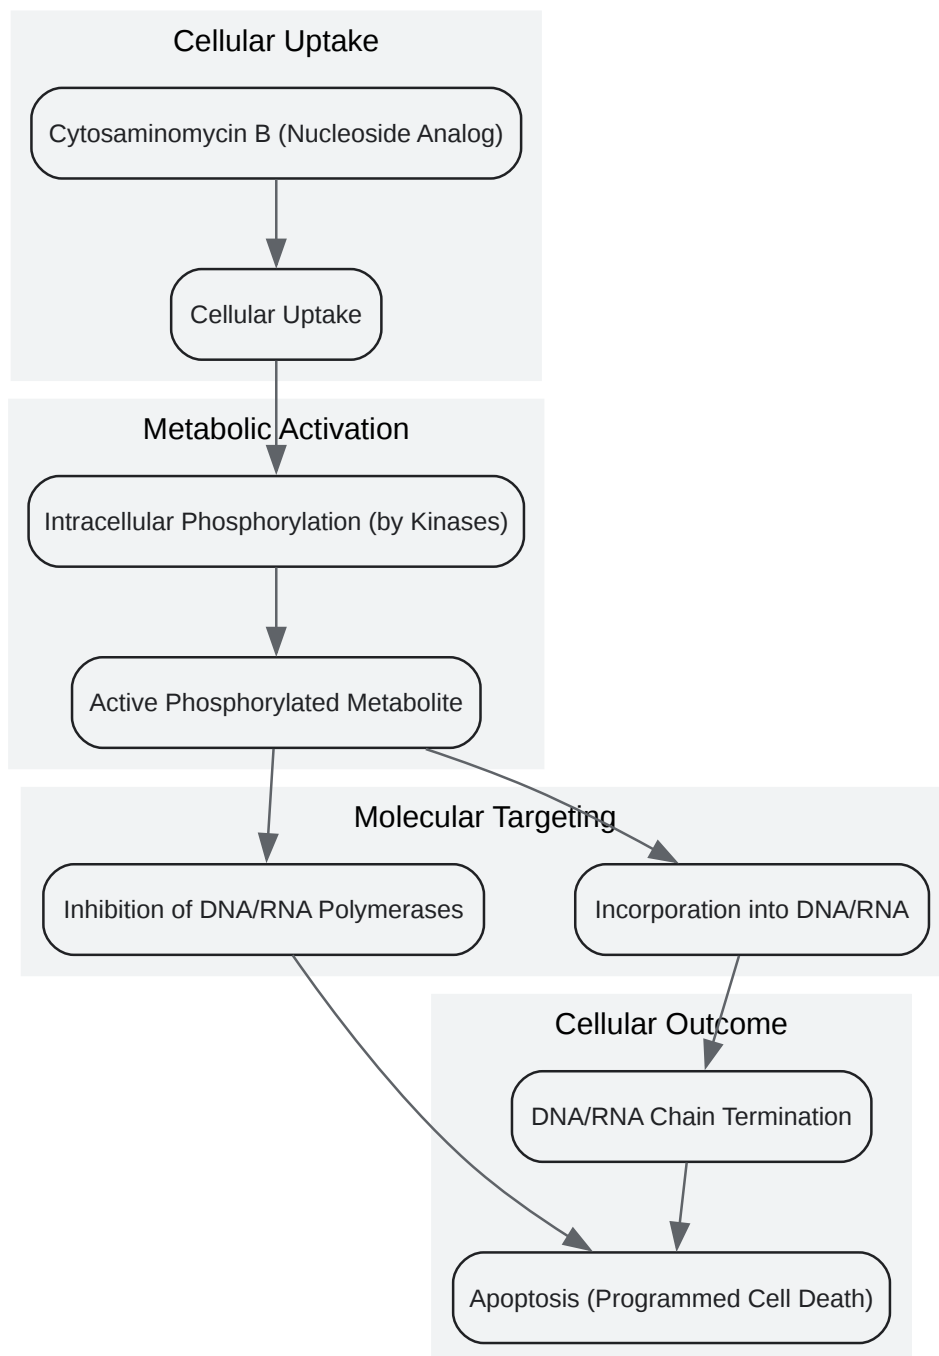 Cellular Uptake
Cytosaminomycin B (Nucleoside Analog)
Cellular Uptake
Metabolic Activation
Intracellular Phosphorylation (by Kinases)
Active Phosphorylated Metabolite
Molecular Targeting
Inhibition of DNA/RNA Polymerases
Incorporation into DNA/RNA
Cellular Outcome
DNA/RNA Chain Termination
Apoptosis (Programmed Cell Death)